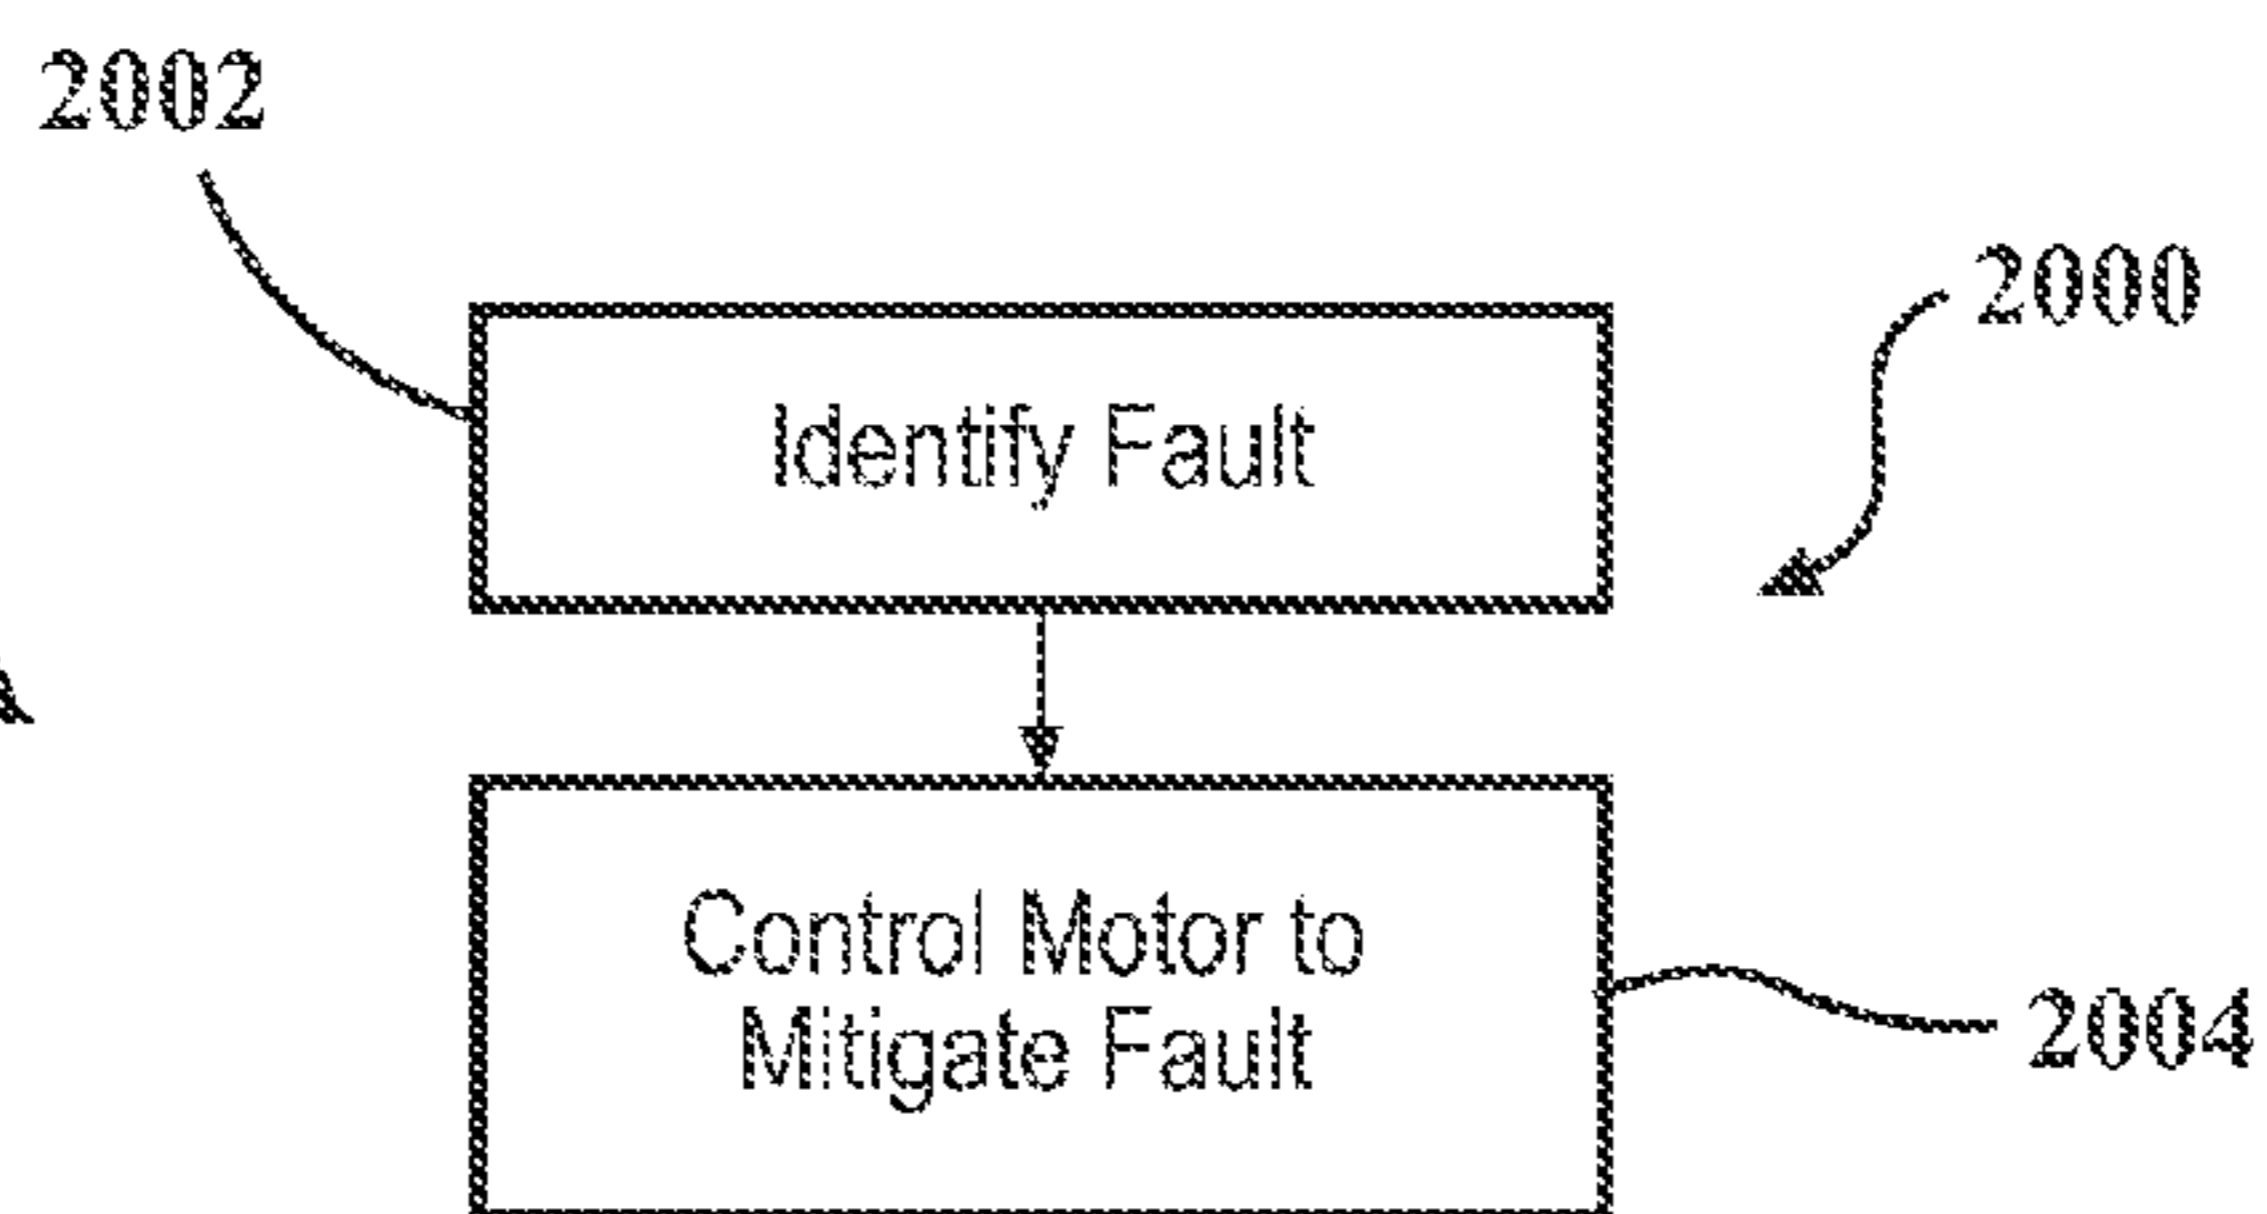 2002
2000
Identify Fault
Control Motor to
Mitigate Fault
2004